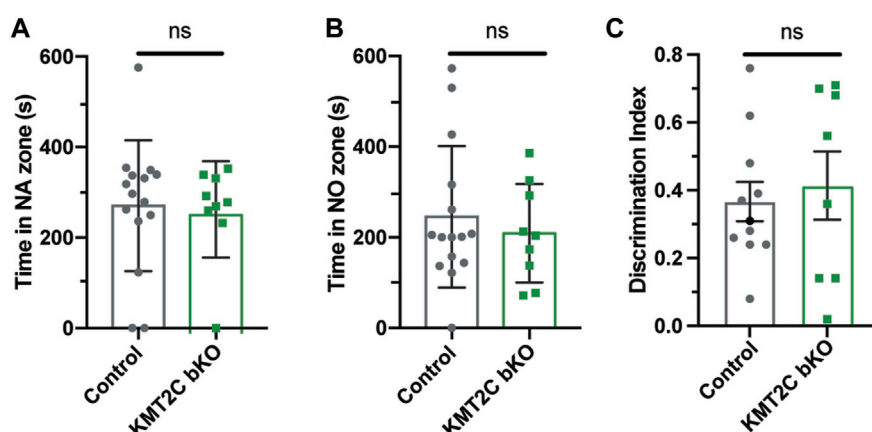 A
ns
Time in NA zone (s)
600
400
200
0
Control
KMT2C bKO
B
ns
Time in NO zone (s)
600
400
200
0
Control
KMT2C bKO
C
ns
Discrimination Index
0.8
0.6
0.4
0.2
0.0
Control
KMT2C bKO